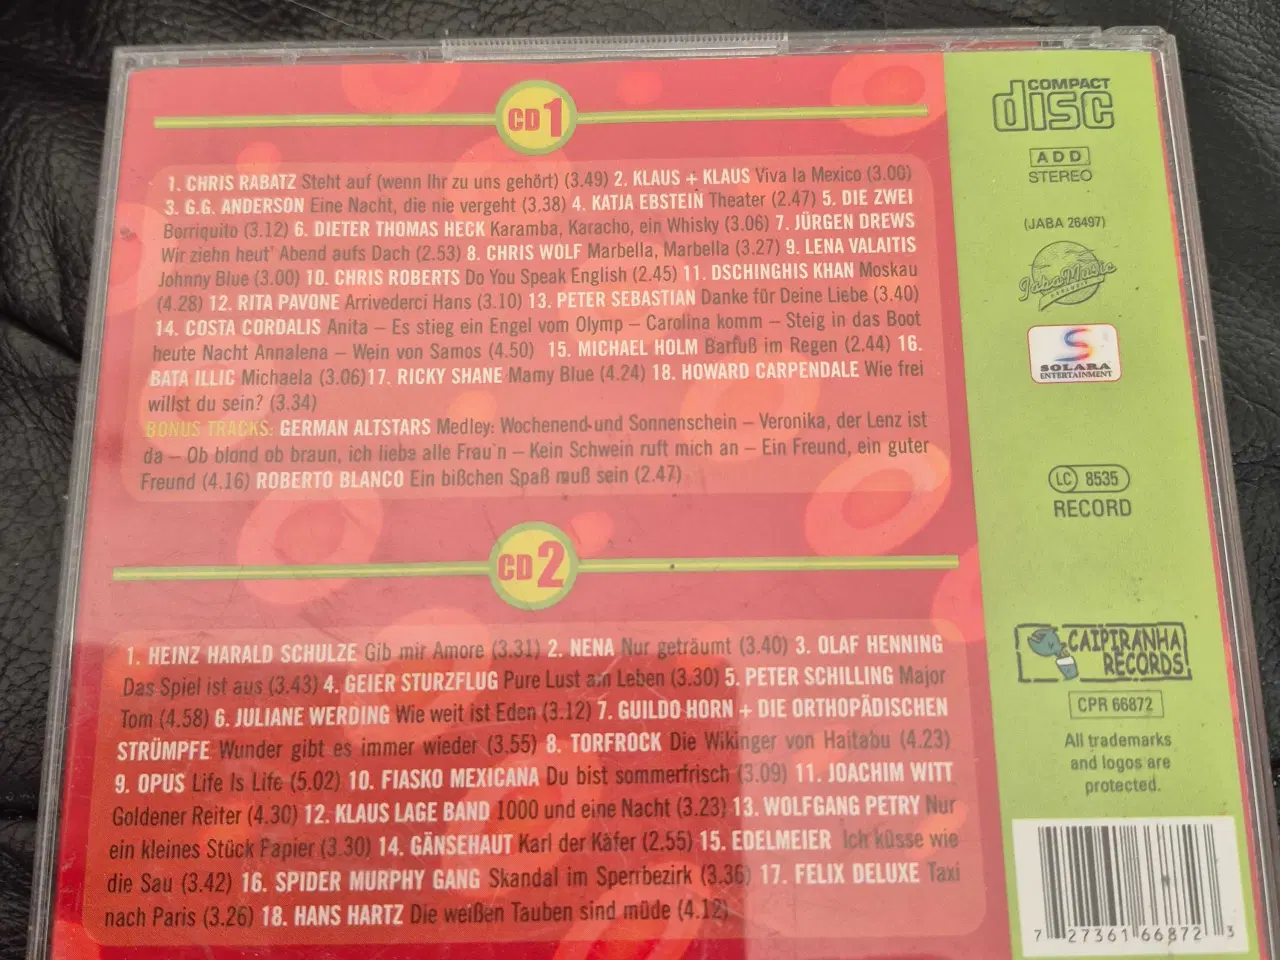 CD 1
1. CHRIS RABATZ Steht auf (wenn Ihr zu uns gehört) (3.49) 2. KLAUS + KLAUS Viva la Mexico (3.00)
3. G.G. ANDERSON Eine Nacht, die nie vergeht (3.38) 4. KATJA EBSTEIN Theater (2.47) 5. DIE ZWEI
Borriquito (3.12) 6. DIETER THOMAS HECK Karamba, Karacho, ein Whisky (3.06) 7. JÜRGEN DREWS
Wir ziehn heut' Abend aufs Dach (2.53) 8. CHRIS WOLF Marbella, Marbella (3.27) 9. LENA VALAITIS
Johnny Blue (3.00) 10. CHRIS ROBERTS Do You Speak English (2.45) 11. DSCHINGHIS KHAN Moskau
(4.28) 12. RITA PAVONE Arrivederci Hans (3.10) 13. PETER SEBASTIAN Danke für Deine Liebe (3.40)
14. COSTA CORDALIS Anita – Es stieg ein Engel vom Olymp – Carolina komm – Steig in das Boot
heute Nacht Annalena – Wein von Samos (4.50) 15. MICHAEL HOLM Barfuß im Regen (2.44) 16.
BATA ILLIC Michaela (3.06)17. RICKY SHANE Mamy Blue (4.24) 18. HOWARD CARPENDALE Wie frei
willst du sein? (3.34)
BONUS TRACKS: GERMAN ALTSTARS Medley: Wochenend-und Sonnenschein – Veronika, der Lenz ist
da – Ob blond ob braun, ich liebe alle Frau'n – Kein Schwein ruft mich an – Ein Freund, ein guter
Freund (4.16) ROBERTO BLANCO Ein bißchen Spaß muß sein (2.47)
CD 2
1. HEINZ HARALD SCHULZE Gib mir Amore (3.31) 2. NENA Nur geträumt (3.40) 3. OLAF HENNING
Das Spiel ist aus (3.43) 4. GEIER STURZFLUG Pure Lust am Leben (3.30) 5. PETER SCHILLING Major
Tom (4.58) 6. JULIANE WERDING Wie weit ist Eden (3.12) 7. GUILDO HORN + DIE ORTHOPÄDISCHEN
STRÜMPFE Wunder gibt es immer wieder (3.55) 8. TORFROCK Die Wikinger von Haitabu (4.23)
9. OPUS Life Is Life (5.02) 10. FIASKO MEXICANA Du bist sommerfrisch (3.09) 11. JOACHIM WITT
Goldener Reiter (4.30) 12. KLAUS LAGE BAND 1000 und eine Nacht (3.23) 13. WOLFGANG PETRY Nur
ein kleines Stück Papier (3.30) 14. GÄNSEHAUT Karl der Käfer (2.55) 15. EDELMEIER Ich küsse wie
die Sau (3.42) 16. SPIDER MURPHY GANG Skandal im Sperrbezirk (3.36) 17. FELIX DELUXE Taxi
nach Paris (3.26) 18. HANS HARTZ Die weißen Tauben sind müde (4.12)
COMPACT
disc
ADD
STEREO
(JABA 26497)
JabaMusic
SOLARA
ENTERTAINMENT
LC 8535
RECORD
CAIPIRANHA
RECORDS
CPR 66872
All trademarks
and logos are
protected.
7 27361 66872 3